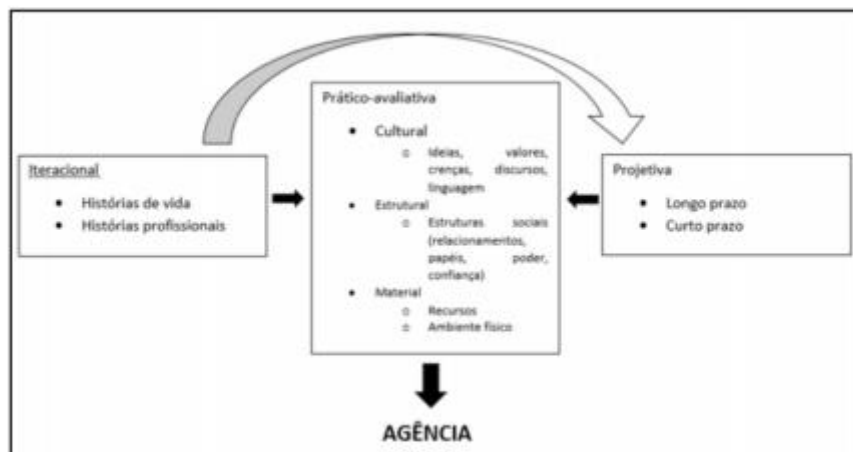 Prático-avaliativa
• Cultural
o Ideias, valores,
crenças, discursos,
linguagem
• Estrutural
o Estruturas sociais
(relacionamentos,
papéis, poder,
confiança)
• Material
o Recursos
o Ambiente físico
Iteracional
• Histórias de vida
• Histórias profissionais
Projetiva
• Longo prazo
• Curto prazo
AGÊNCIA